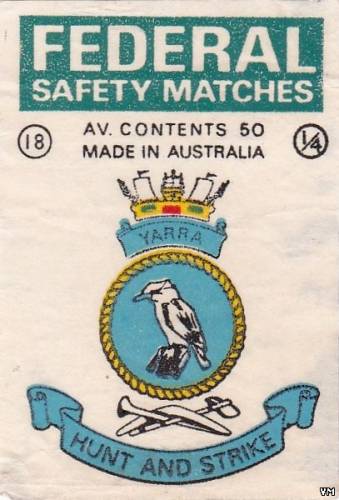 FEDERAL
SAFETY MATCHES
18 AV. CONTENTS 50 1/4
MADE IN AUSTRALIA
YARRA
HUNT AND STRIKE
VM